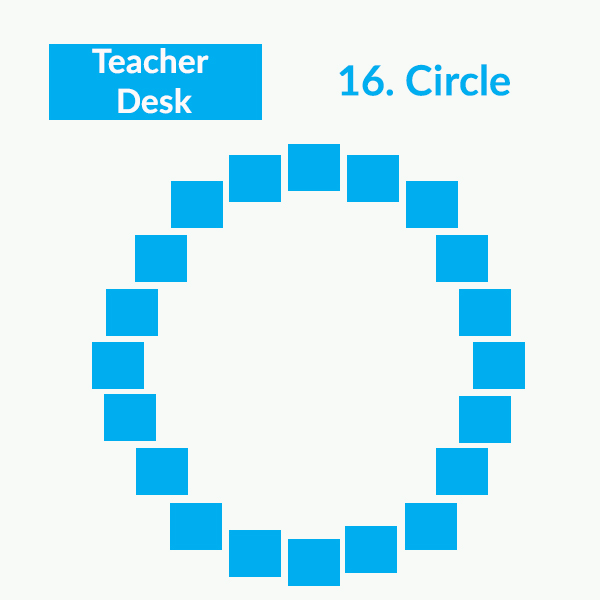 Teacher
Desk
16. Circle